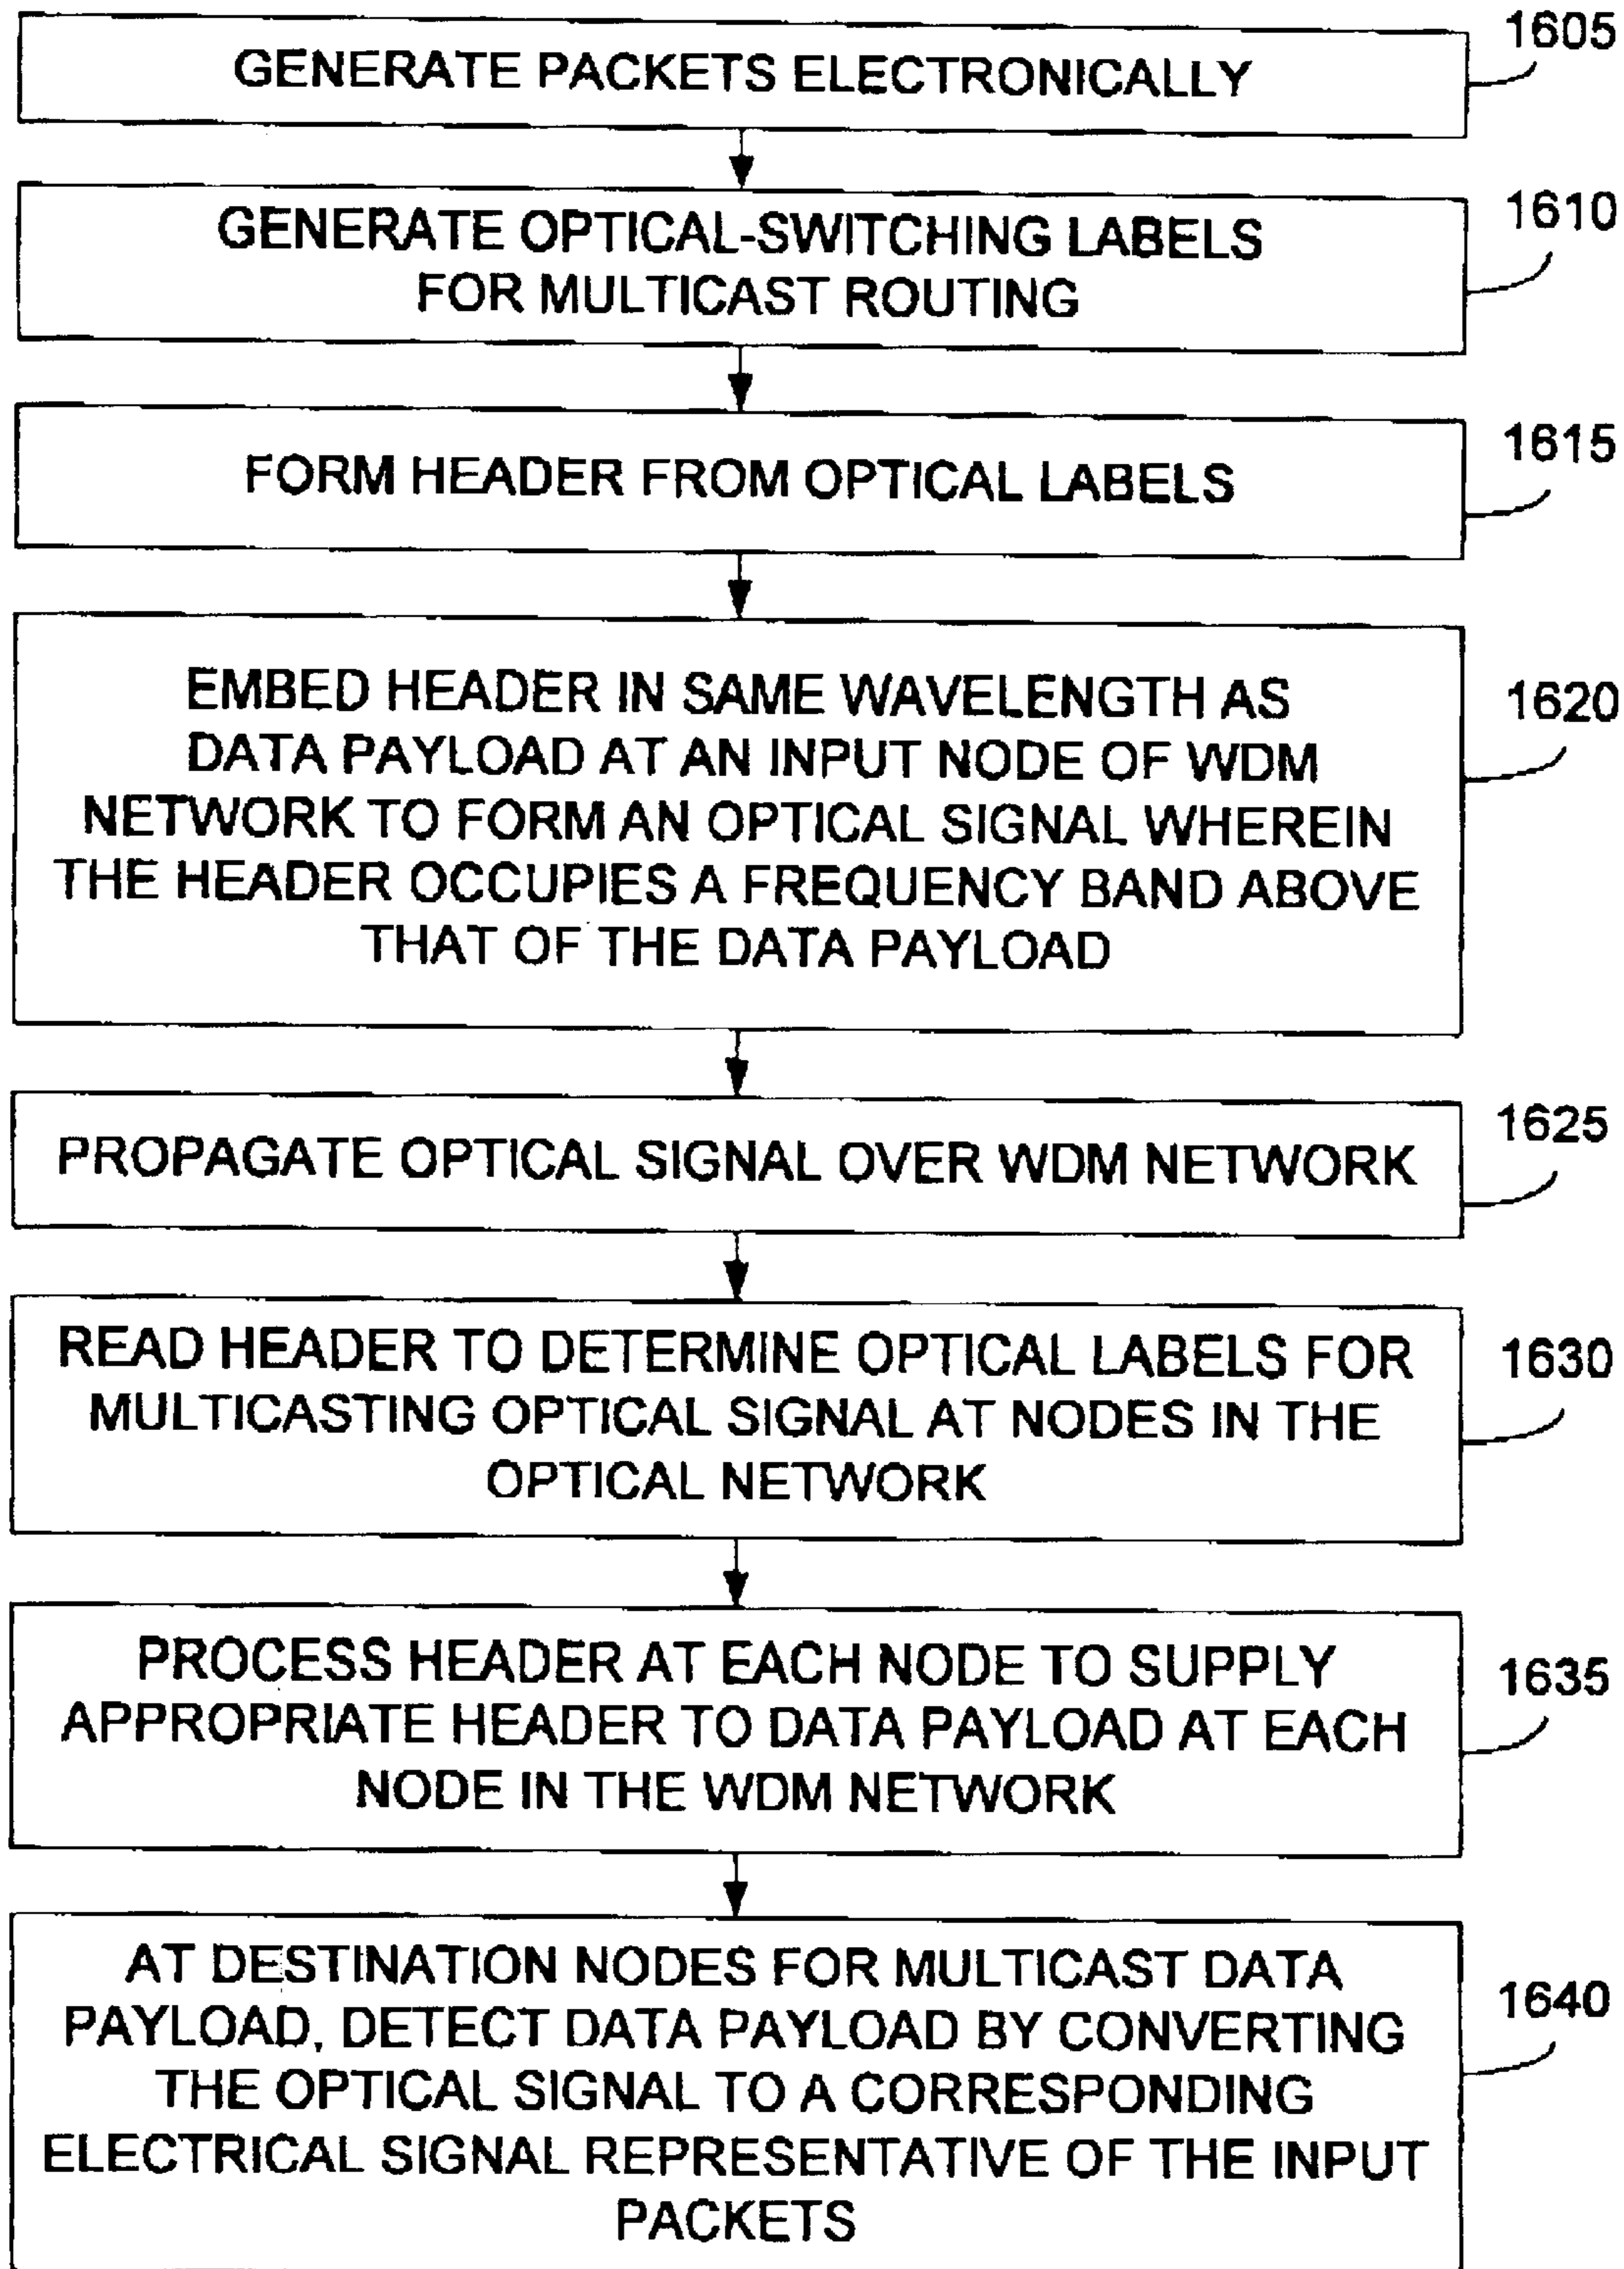 1605
GENERATE PACKETS ELECTRONICALLY
1610
GENERATE OPTICAL-SWITCHING LABELS
FOR MULTICAST ROUTING
1615
FORM HEADER FROM OPTICAL LABELS
1620
EMBED HEADER IN SAME WAVELENGTH AS
DATA PAYLOAD AT AN INPUT NODE OF WDM
NETWORK TO FORM AN OPTICAL SIGNAL WHEREIN
THE HEADER OCCUPIES A FREQUENCY BAND ABOVE
THAT OF THE DATA PAYLOAD
1625
PROPAGATE OPTICAL SIGNAL OVER WDM NETWORK
1630
READ HEADER TO DETERMINE OPTICAL LABELS FOR
MULTICASTING OPTICAL SIGNAL AT NODES IN THE
OPTICAL NETWORK
1635
PROCESS HEADER AT EACH NODE TO SUPPLY
APPROPRIATE HEADER TO DATA PAYLOAD AT EACH
NODE IN THE WDM NETWORK
1640
AT DESTINATION NODES FOR MULTICAST DATA
PAYLOAD, DETECT DATA PAYLOAD BY CONVERTING
THE OPTICAL SIGNAL TO A CORRESPONDING
ELECTRICAL SIGNAL REPRESENTATIVE OF THE INPUT
PACKETS